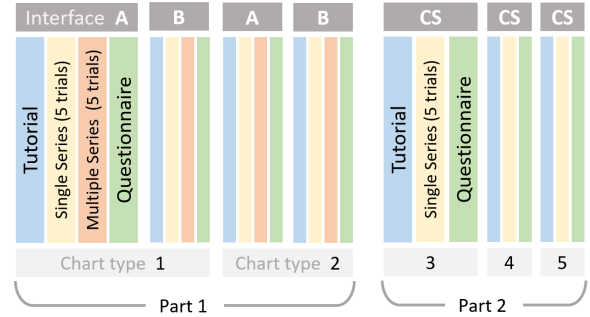 Interface A
B
A
B
CS
CS
CS
Tutorial
Single Series (5 trials)
Multiple Series (5 trials)
Questionnaire
Tutorial
Single Series (5 trials)
Questionnaire
Chart type 1
Chart type 2
3
4
5
Part 1
Part 2